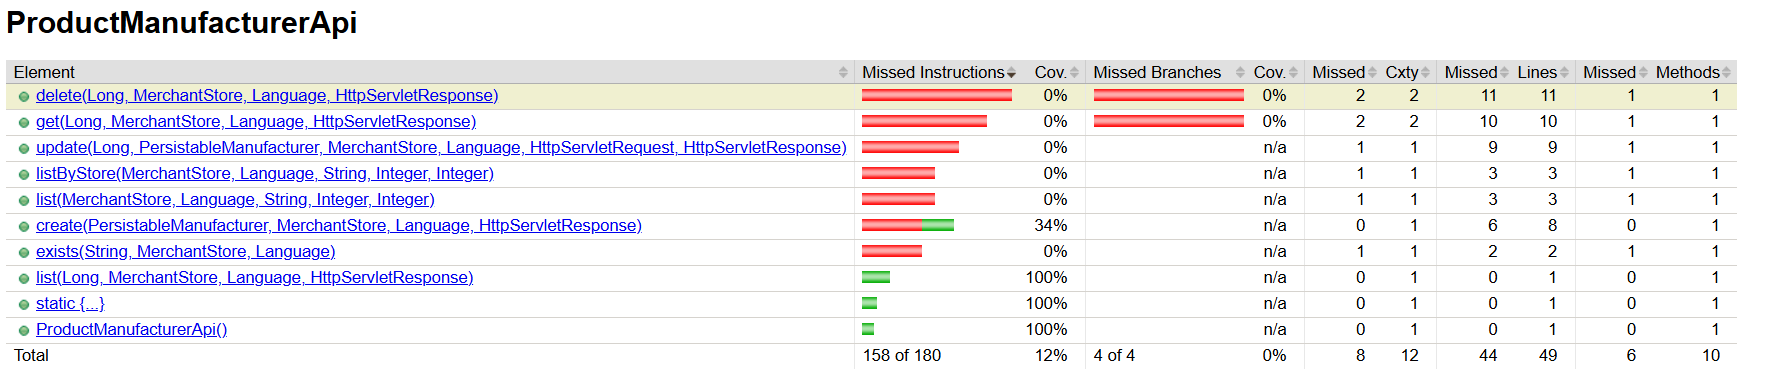 ProductManufacturerApi
Element Missed Instructions Cov. Missed Branches Cov. Missed Cxty Missed Lines Missed Methods
delete(Long, MerchantStore, Language, HttpServletResponse) 0% 0% 2 2 11 11 1 1
get(Long, MerchantStore, Language, HttpServletResponse) 0% 0% 2 2 10 10 1 1
update(Long, PersistableManufacturer, MerchantStore, Language, HttpServletRequest, HttpServletResponse) 0% n/a 1 1 9 9 1 1
listByStore(MerchantStore, Language, String, Integer, Integer) 0% n/a 1 1 3 3 1 1
list(MerchantStore, Language, String, Integer, Integer) 0% n/a 1 1 3 3 1 1
create(PersistableManufacturer, MerchantStore, Language, HttpServletResponse) 34% n/a 0 1 6 8 0 1
exists(String, MerchantStore, Language) 0% n/a 1 1 2 2 1 1
list(Long, MerchantStore, Language, HttpServletResponse) 100% n/a 0 1 0 1 0 1
static {...} 100% n/a 0 1 0 1 0 1
ProductManufacturerApi() 100% n/a 0 1 0 1 0 1
Total 158 of 180 12% 4 of 4 0% 8 12 44 49 6 10